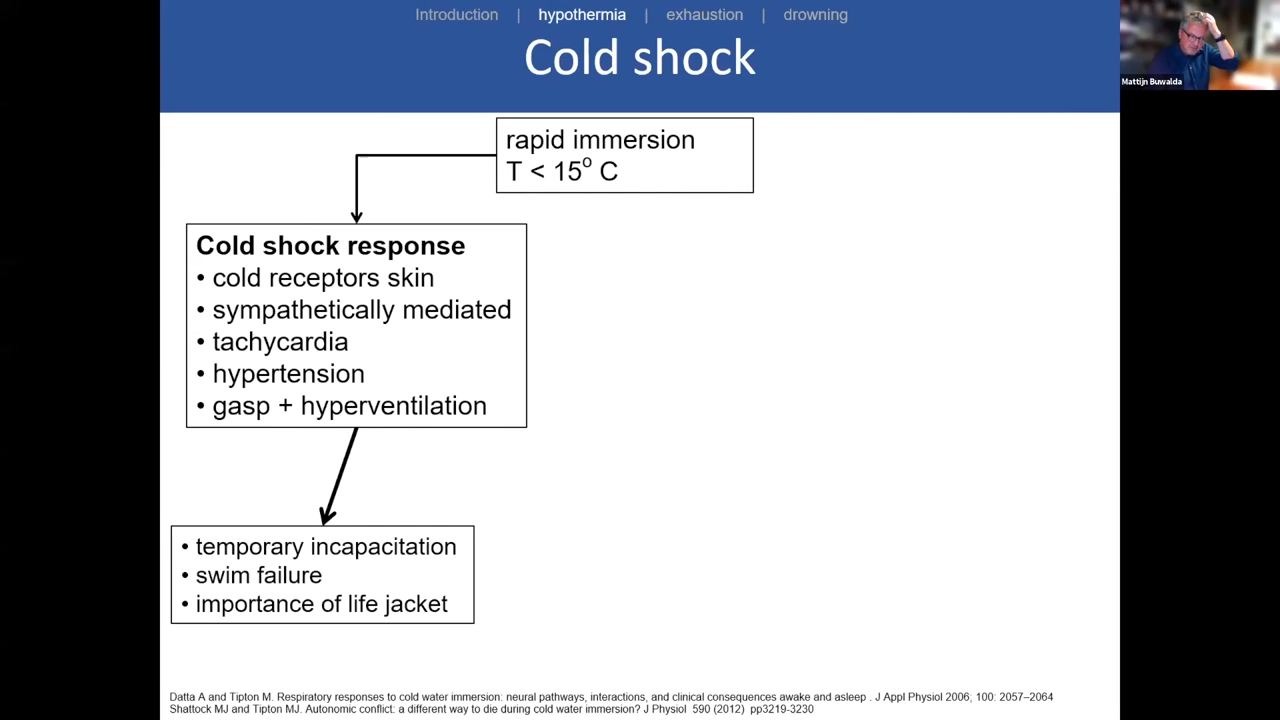 Introduction | hypothermia | exhaustion | drowning
Cold shock
Mattijn Buwalda
rapid immersion
T < 15º C
Cold shock response
• cold receptors skin
• sympathetically mediated
• tachycardia
• hypertension
• gasp + hyperventilation
• temporary incapacitation
• swim failure
• importance of life jacket
Datta A and Tipton M. Respiratory responses to cold water immersion: neural pathways, interactions, and clinical consequences awake and asleep . J Appl Physiol 2006; 100: 2057–2064
Shattock MJ and Tipton MJ. Autonomic conflict: a different way to die during cold water immersion? J Physiol 590 (2012) pp3219-3230